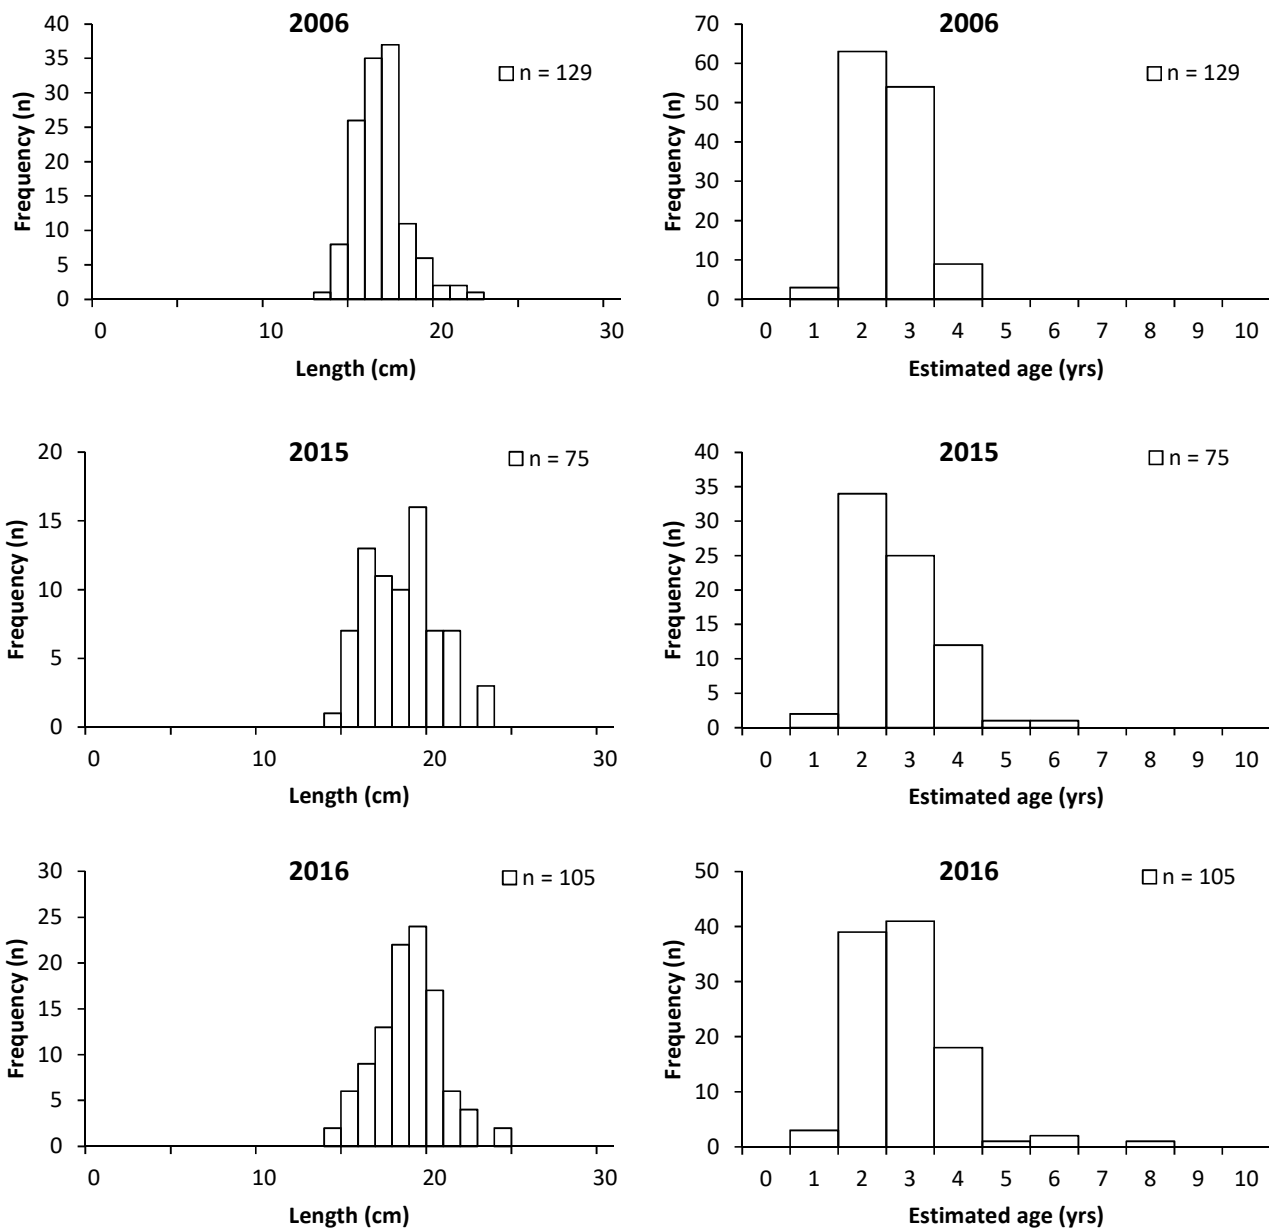 2006
n = 129
Frequency (n)
40
35
30
25
20
15
10
5
0
0 10 20 30
Length (cm)
2006
n = 129
Frequency (n)
70
60
50
40
30
20
10
0
0 1 2 3 4 5 6 7 8 9 10
Estimated age (yrs)
2015
n = 75
Frequency (n)
20
15
10
5
0
0 10 20 30
Length (cm)
2015
n = 75
Frequency (n)
40
35
30
25
20
15
10
5
0
0 1 2 3 4 5 6 7 8 9 10
Estimated age (yrs)
2016
n = 105
Frequency (n)
30
25
20
15
10
5
0
0 10 20 30
Length (cm)
2016
n = 105
Frequency (n)
50
40
30
20
10
0
0 1 2 3 4 5 6 7 8 9 10
Estimated age (yrs)